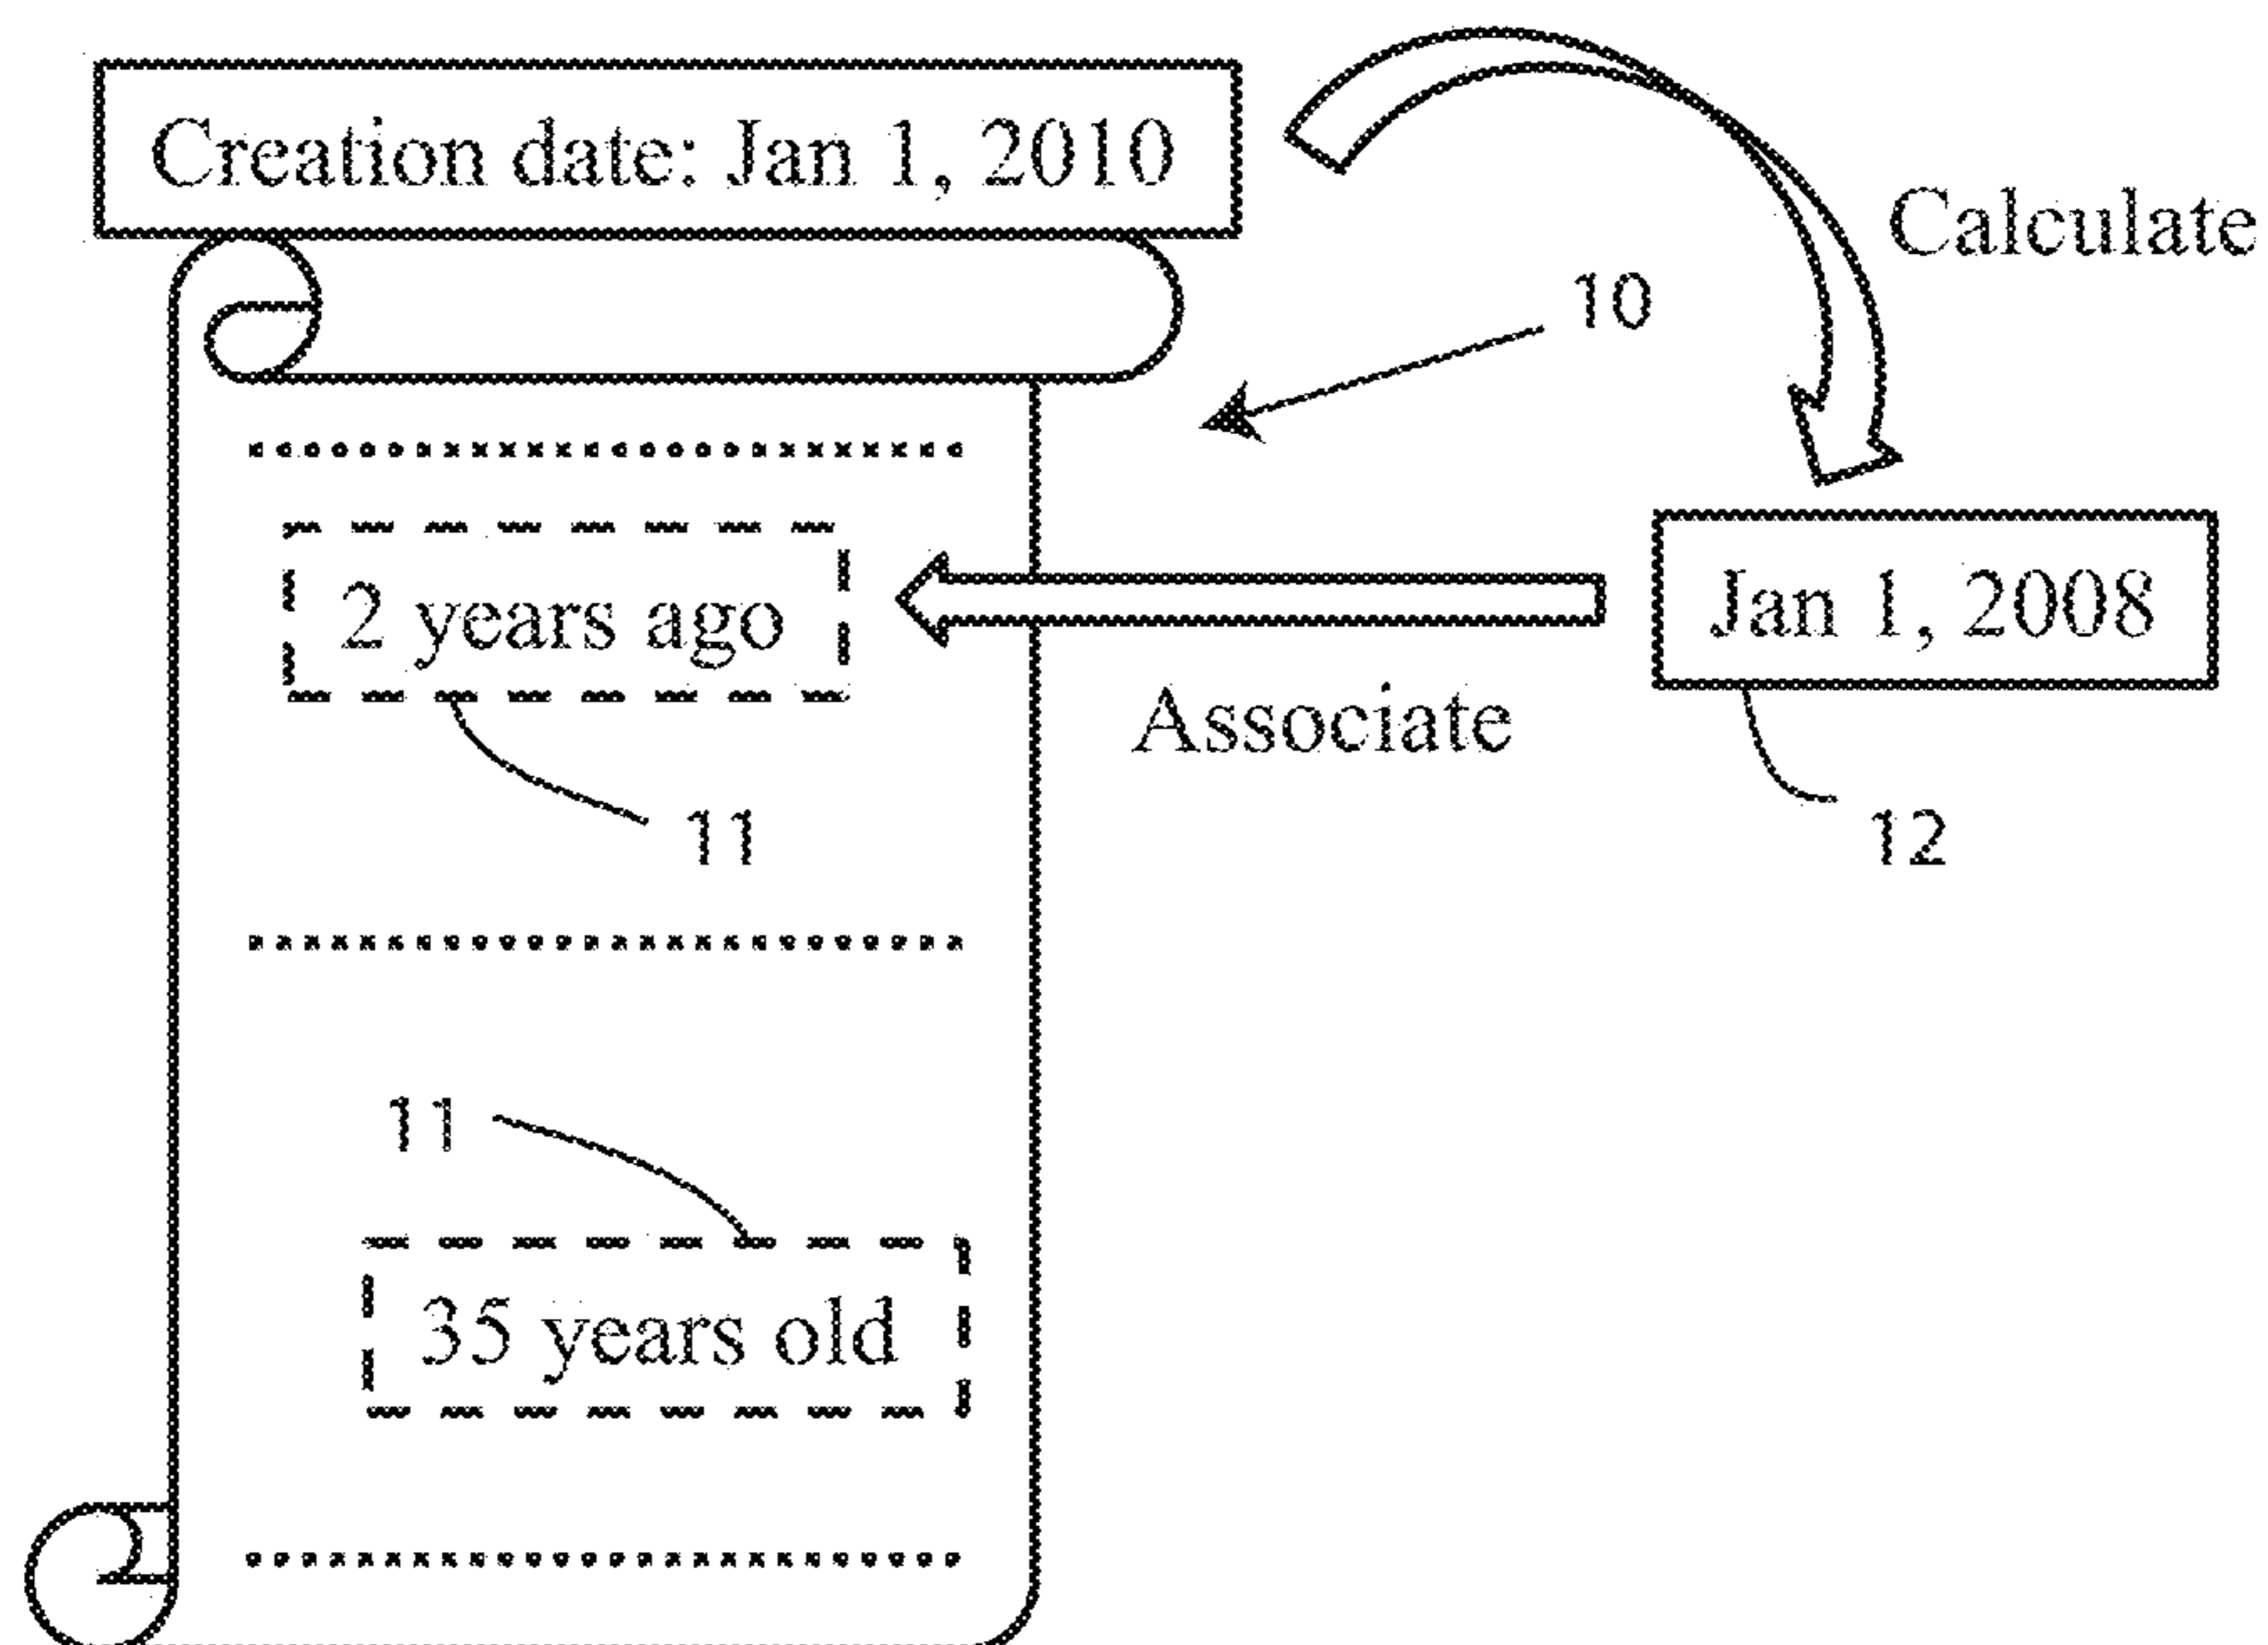 Creation date: Jan 1, 2010
Calculate
10
2 years ago
Jan 1, 2008
Associate
11
12
11
35 years old